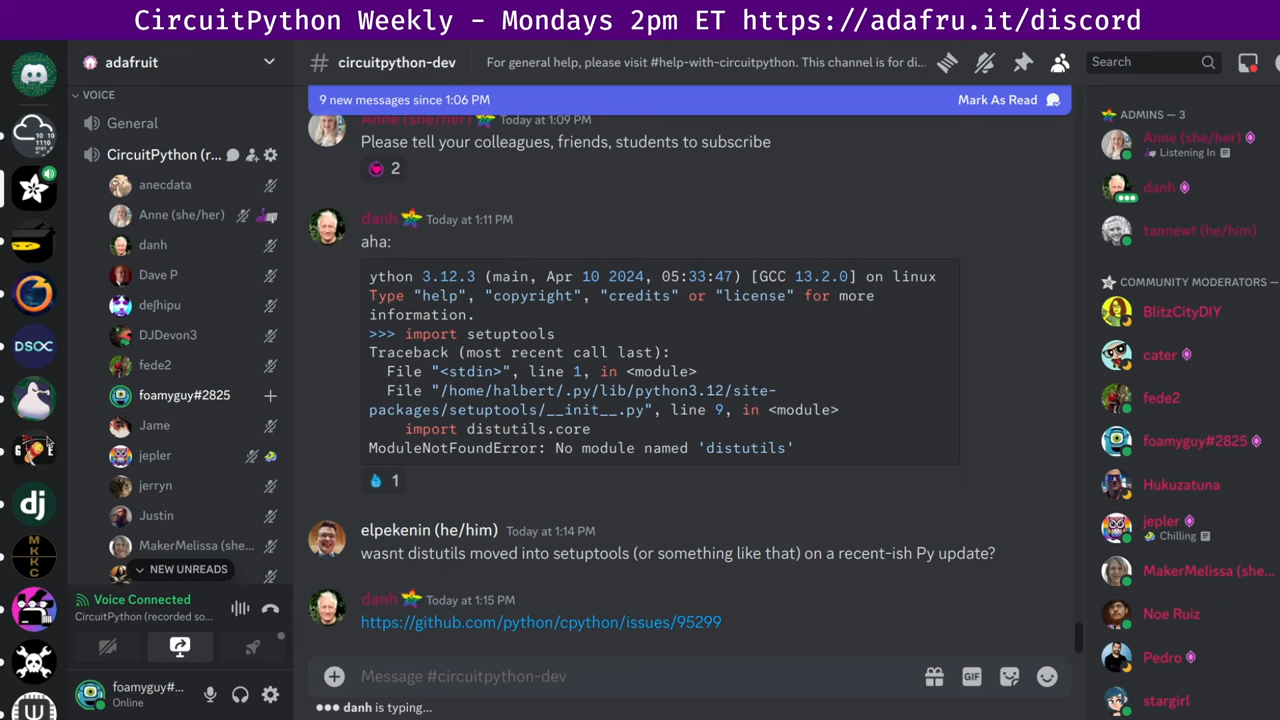 CircuitPython Weekly - Mondays 2pm ET https://adafru.it/discord
adafruit
# circuitpython-dev
For general help, please visit #help-with-circuitpython. This channel is for di...
Search
VOICE
General
CircuitPython (r...
anecdata
Anne (she/her)
danh
Dave P
deʃhipu
DJDevon3
fede2
foamyguy#2825
Jame
jepler
jerryn
Justin
MakerMelissa (she...
NEW UNREADS
Voice Connected
CircuitPython (recorded so...
foamyguy#...
Online
9 new messages since 1:06 PM
Mark As Read
Anne (she/her) Today at 1:09 PM
Please tell your colleagues, friends, students to subscribe
2
danh Today at 1:11 PM
aha:
ython 3.12.3 (main, Apr 10 2024, 05:33:47) [GCC 13.2.0] on linux
Type "help", "copyright", "credits" or "license" for more
information.
>>> import setuptools
Traceback (most recent call last):
File "<stdin>", line 1, in <module>
File "/home/halbert/.py/lib/python3.12/site-
packages/setuptools/__init__.py", line 9, in <module>
import distutils.core
ModuleNotFoundError: No module named 'distutils'
1
elpekenin (he/him) Today at 1:14 PM
wasnt distutils moved into setuptools (or something like that) on a recent-ish Py update?
danh Today at 1:15 PM
https://github.com/python/cpython/issues/95299
Message #circuitpython-dev
GIF
danh is typing...
ADMINS — 3
Anne (she/her)
Listening In
danh
tannewt (he/him)
COMMUNITY MODERATORS —
BlitzCityDIY
cater
fede2
foamyguy#2825
Hukuzatuna
jepler
Chilling
MakerMelissa (she...
Noe Ruiz
Pedro
stargirl
DSOC
dj
MK
KC